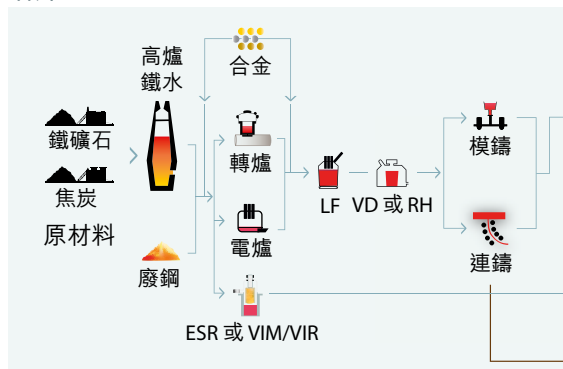 高爐
鐵水
合金
鐵礦石
焦炭
原材料
廢鋼
轉爐
電爐
ESR 或 VIM/VIR
LF
VD 或 RH
模鑄
連鑄